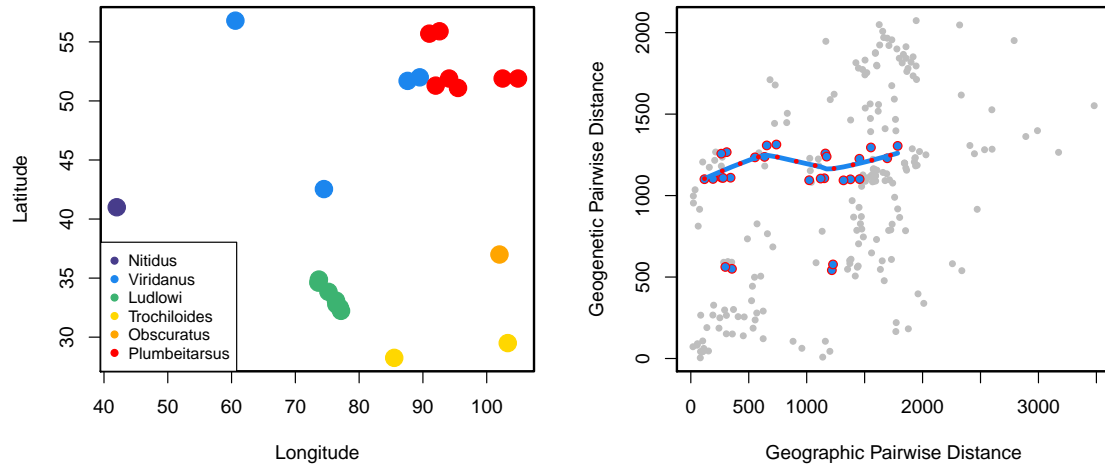 55
50
45
40
35
30
Latitude
Nitidus
Viridanus
Ludlowi
Trochiloides
Obscuratus
Plumbeitarsus
40 50 60 70 80 90 100
Longitude
2000
1500
1000
500
0
Geogenetic Pairwise Distance
0 500 1000 2000 3000
Geographic Pairwise Distance